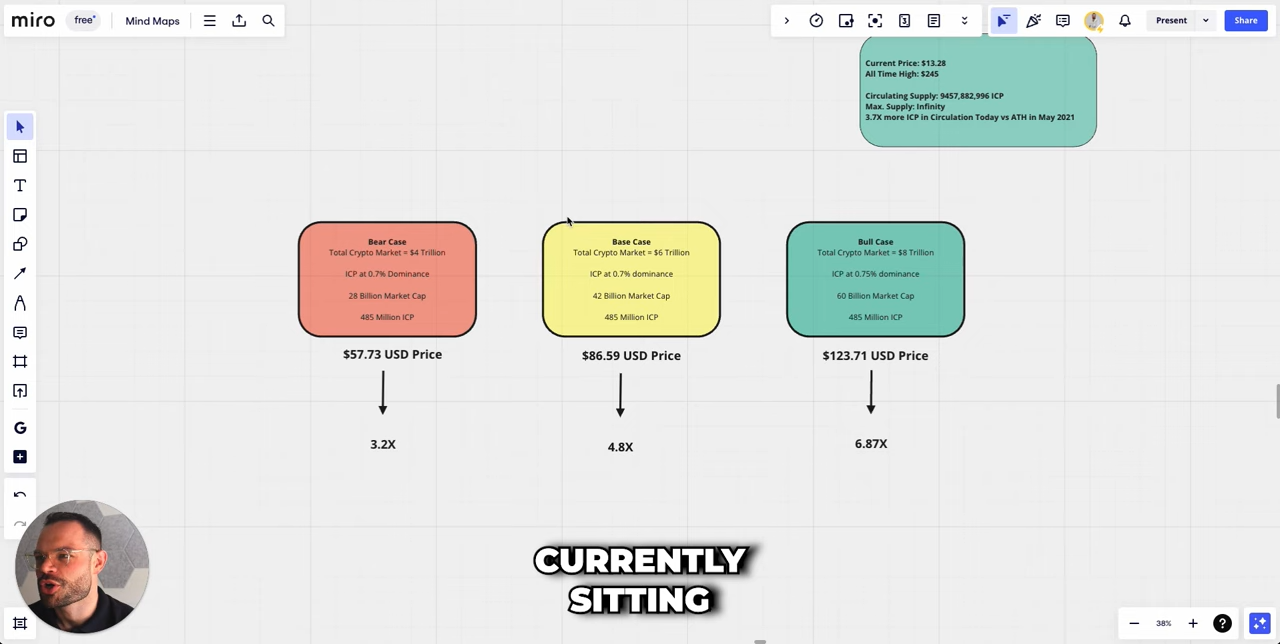 miro free Mind Maps
3
Present
Share
Current Price: $13.28
All Time High: $245
Circulating Supply: 9457,882,996 ICP
Max. Supply: Infinity
3.7X more ICP in Circulation Today vs ATH in May 2021
Bear Case
Total Crypto Market = $4 Trillion
ICP at 0.7% Dominance
28 Billion Market Cap
485 Million ICP
$57.73 USD Price
3.2X
Base Case
Total Crypto Market = $6 Trillion
ICP at 0.7% dominance
42 Billion Market Cap
485 Million ICP
$86.59 USD Price
4.8X
Bull Case
Total Crypto Market = $8 Trillion
ICP at 0.75% dominance
60 Billion Market Cap
485 Million ICP
$123.71 USD Price
6.87X
CURRENTLY
SITTING
38%
?